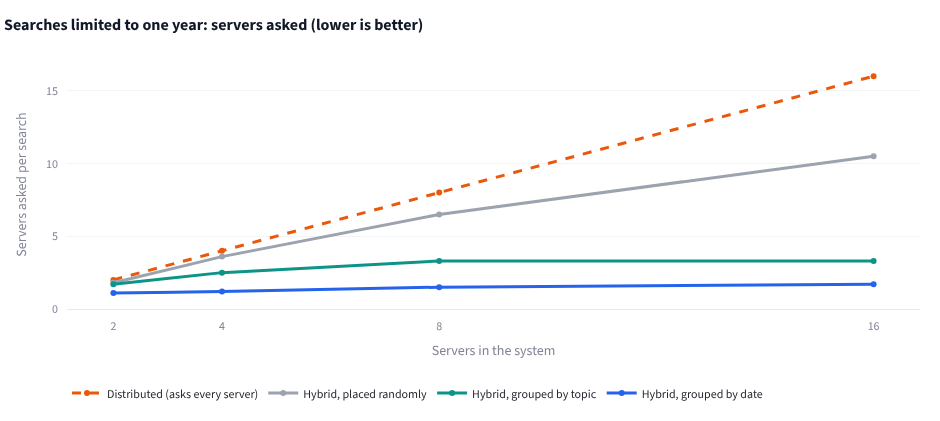 Searches limited to one year: servers asked (lower is better)
Servers asked per search
15
10
5
0
2 4 8 16
Servers in the system
Distributed (asks every server) Hybrid, placed randomly Hybrid, grouped by topic Hybrid, grouped by date